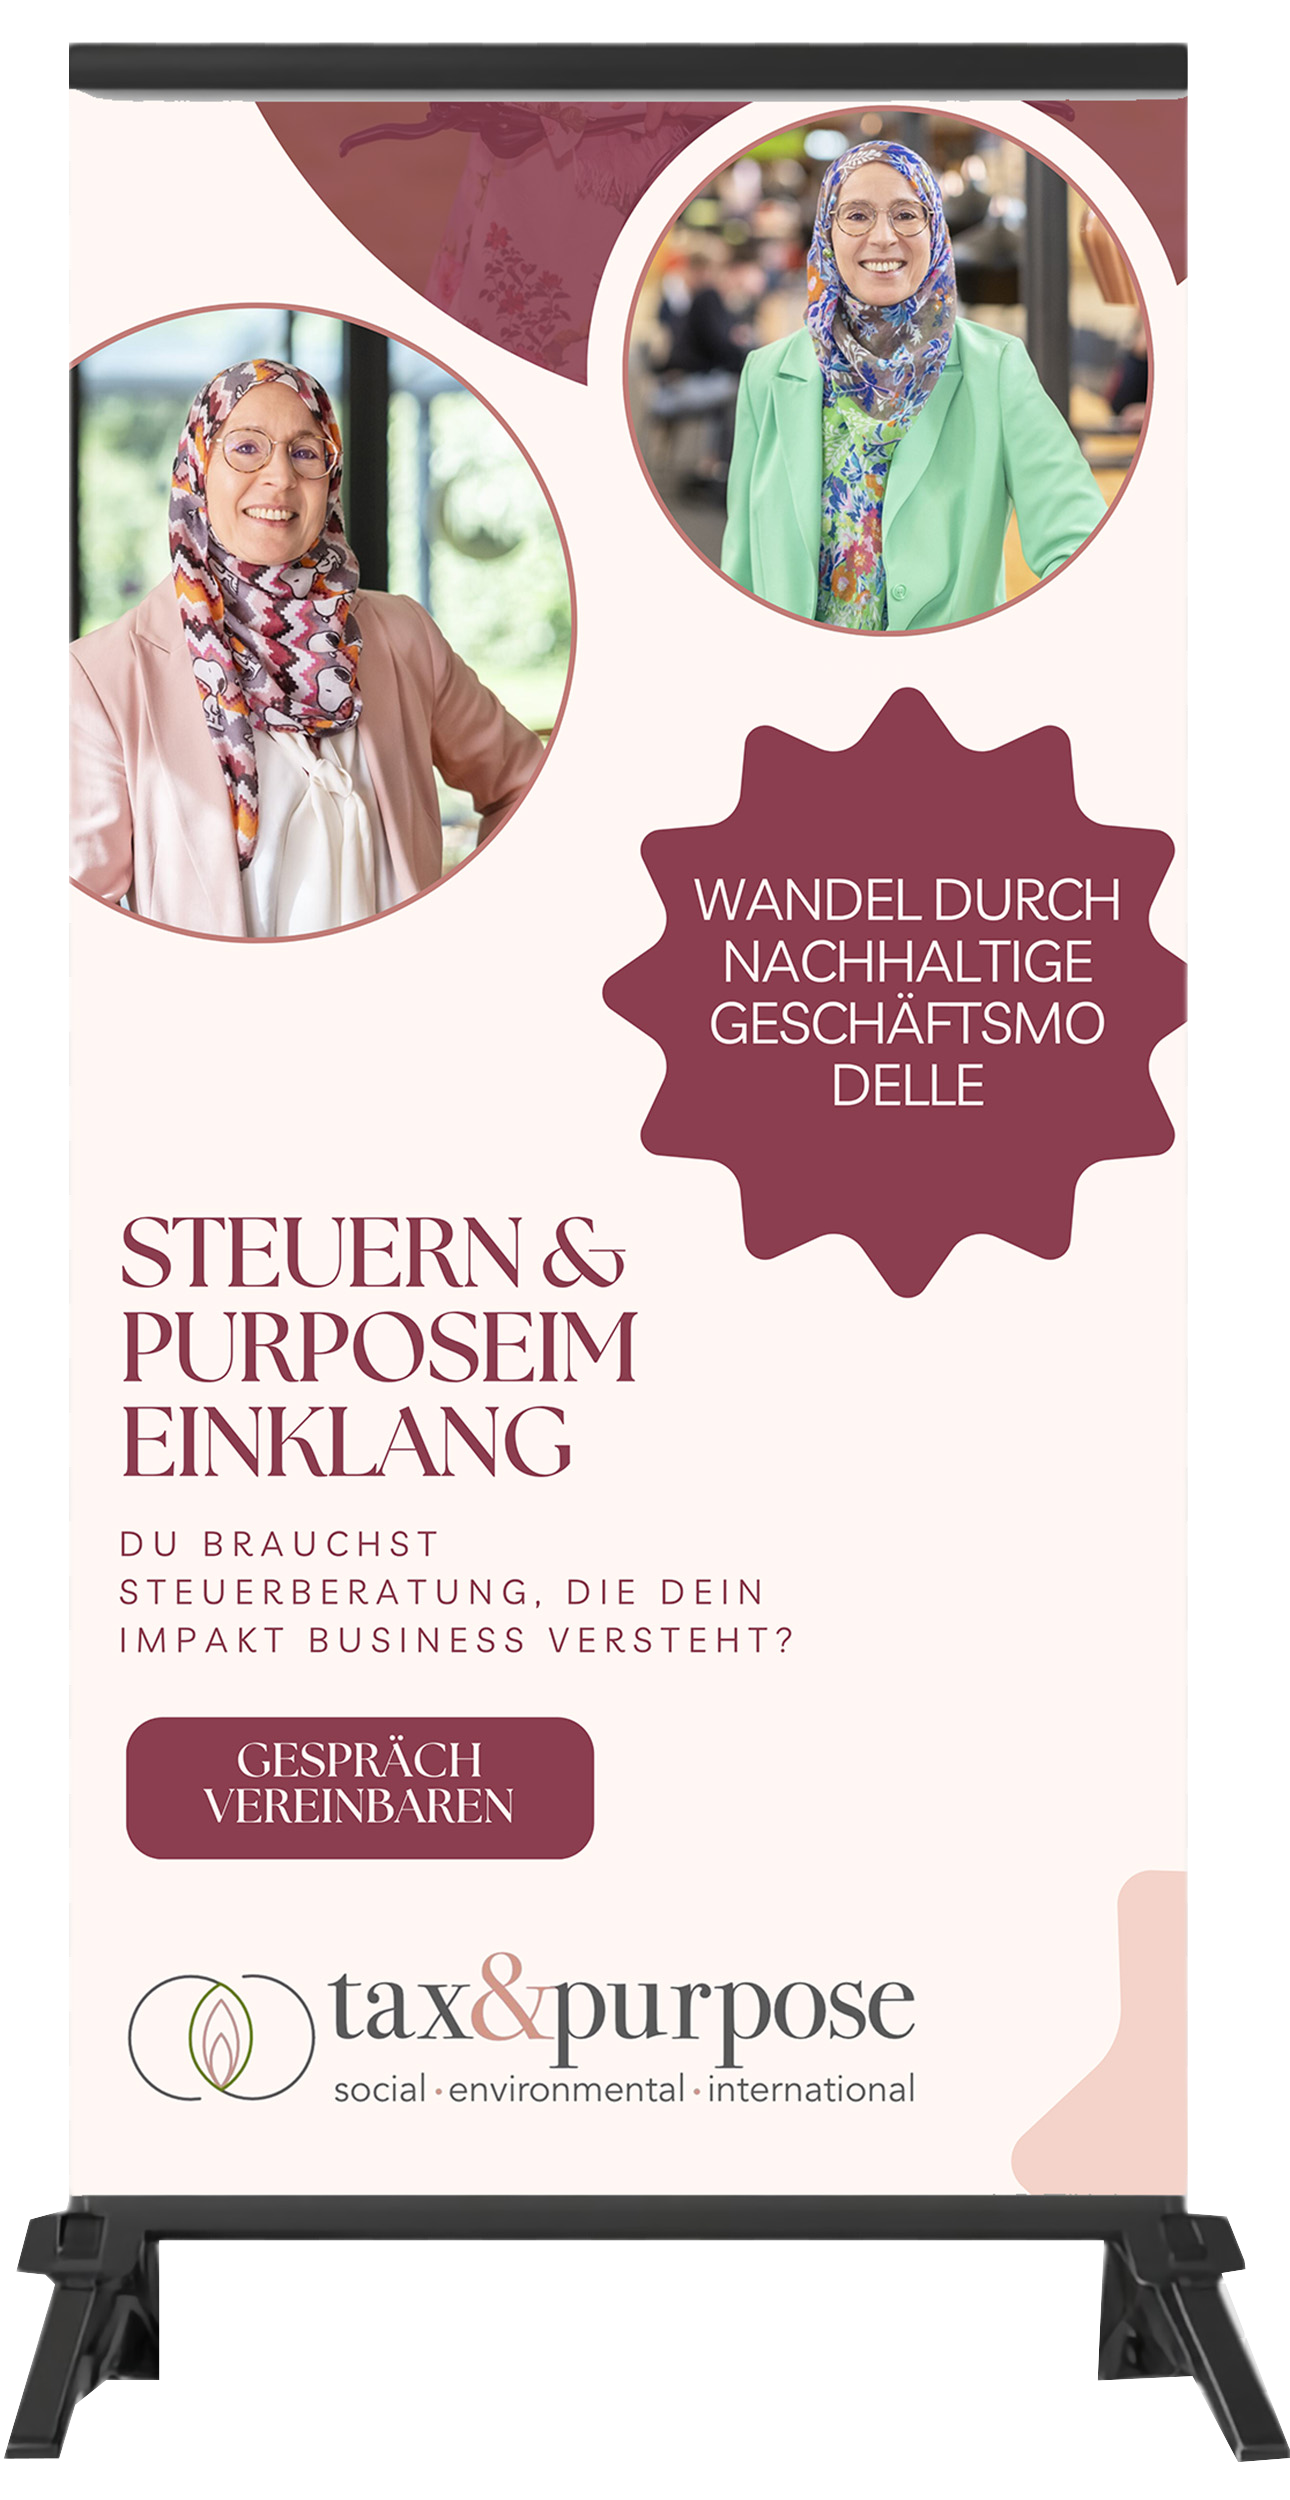 WANDEL DURCH
NACHHALTIGE
GESCHÄFTSMO
DELLE
STEUERN &
PURPOSEIM
EINKLANG
DU BRAUCHST
STEUERBERATUNG, DIE DEIN
IMPAKT BUSINESS VERSTEHT?
GESPRÄCH
VEREINBAREN
tax&purpose
social · environmental · international